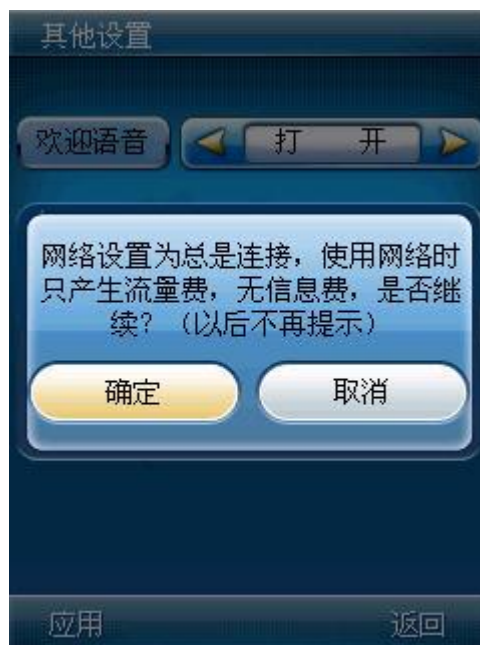 其他设置
欢迎语音 打 开
网络设置为总是连接，使用网络时
只产生流量费，无信息费，是否继
续？（以后不再提示）
确定 取消
应用 返回